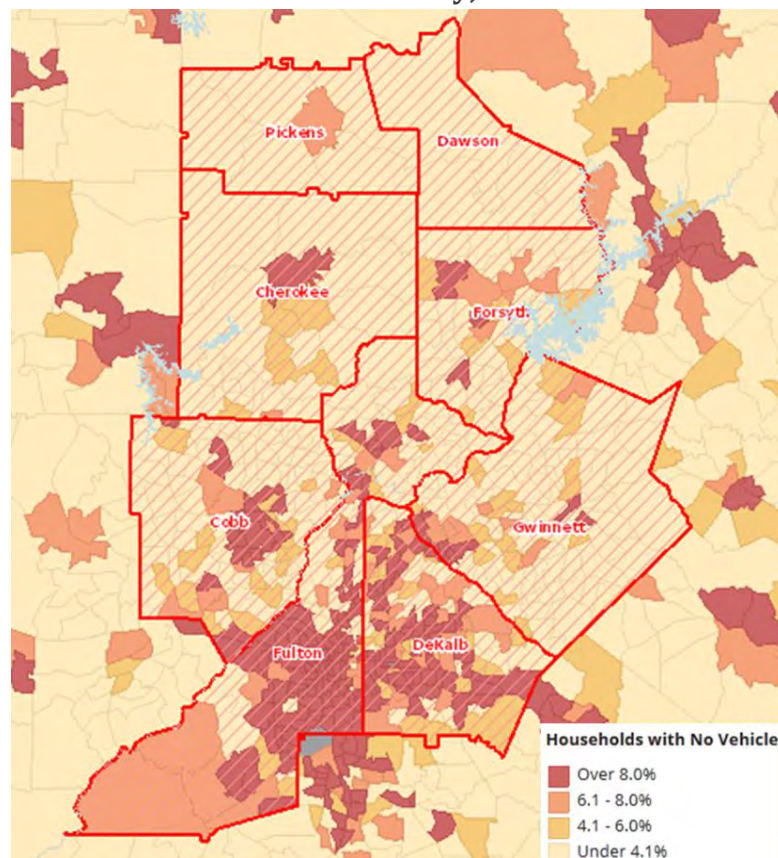 Pickens
Dawson
Cherokee
Forsyth
Cobb
Gwinnett
Fulton
DeKalb
Households with No Vehicle
Over 8.0%
6.1 - 8.0%
4.1 - 6.0%
Under 4.1%